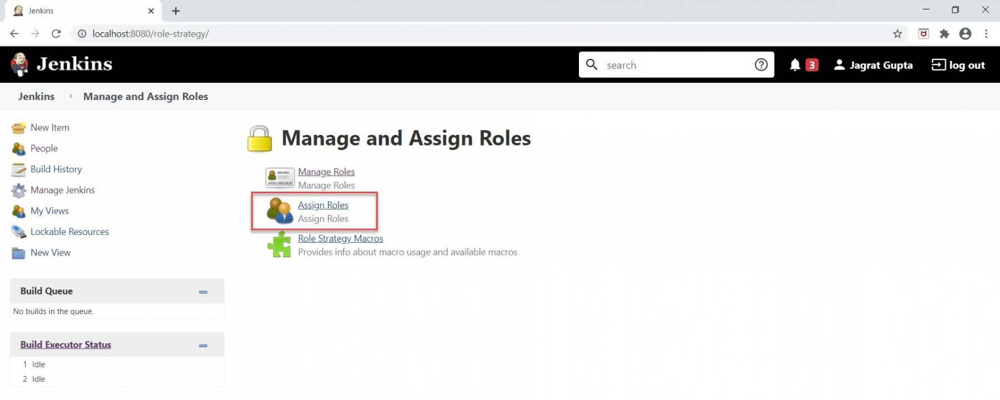 Jenkins
localhost:8080/role-strategy/
Jenkins
search
3
Jagrat Gupta
log out
Jenkins
Manage and Assign Roles
New Item
People
Build History
Manage Jenkins
My Views
Lockable Resources
New View
Build Queue
No builds in the queue.
Build Executor Status
1 Idle
2 Idle
Manage and Assign Roles
Manage Roles
Manage Roles
Assign Roles
Assign Roles
Role Strategy Macros
Provides info about macro usage and available macros